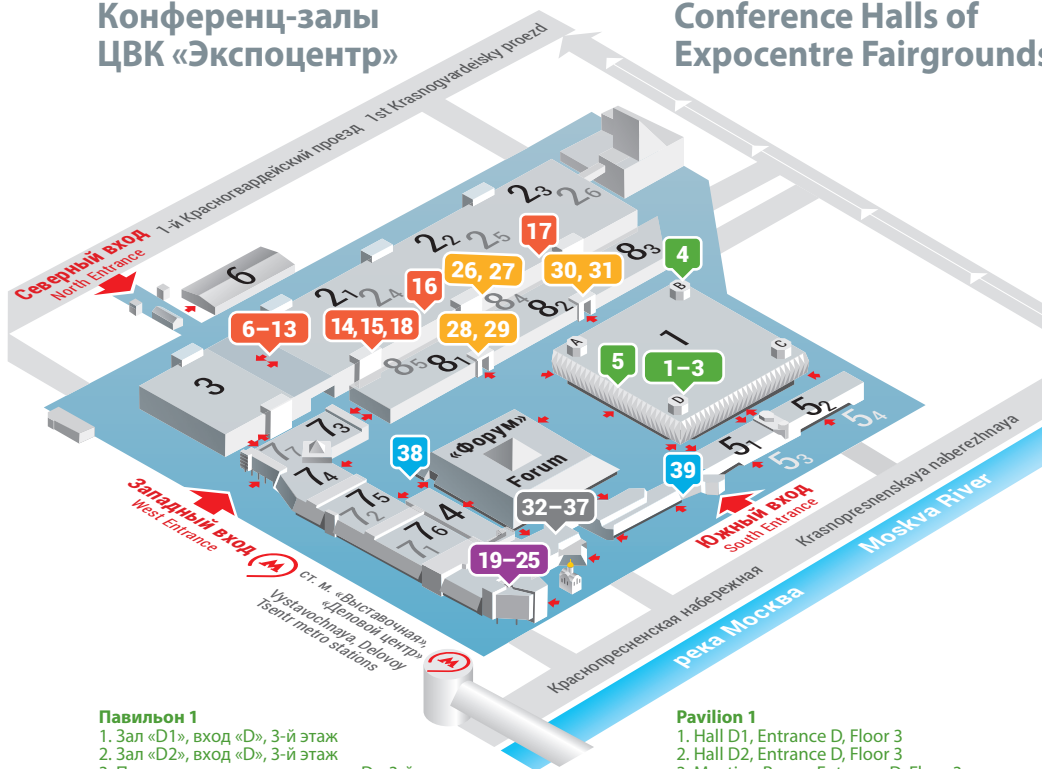 Конференц-залы
ЦВК «Экспоцентр»
Conference Halls of
Expocentre Fairgrounds
1-й Красногвардейский проезд 1st Krasnogvardeisky proezd
Северный вход
North Entrance
6
2₃
2₆
2₂
2₅
2₁
2₄
17
8₃
4
B
26, 27
30, 31
16
8₄
8₂
6–13
14, 15, 18
28, 29
8₅
8₁
1
A
C
5
1–3
D
3
5₂
5₄
5₁
5₃
7₃
7₇
7₄
7₅
7₂
7₆
7₁
4
38
«Форум»
Forum
39
32–37
19–25
Западный вход
West Entrance
Южный вход
South Entrance
ст. м. «Выставочная»,
«Деловой центр»
Vystavochnaya, Delovoy
Tsentr metro stations
Краснопресненская набережная Krasnopresnenskaya naberezhnaya
река Москва Moskva River
Павильон 1
1. Зал «D1», вход «D», 3-й этаж
2. Зал «D2», вход «D», 3-й этаж
Pavilion 1
1. Hall D1, Entrance D, Floor 3
2. Hall D2, Entrance D, Floor 3